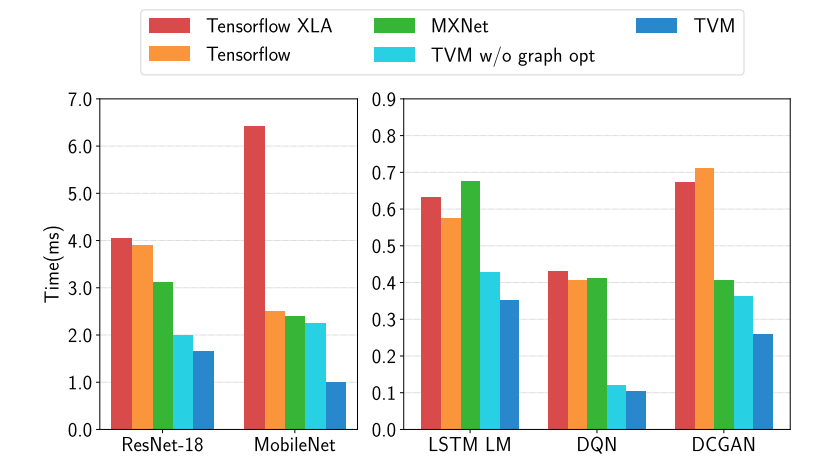 Tensorflow XLA
Tensorflow
MXNet
TVM w/o graph opt
TVM
Time(ms)
7.0
6.0
5.0
4.0
3.0
2.0
1.0
0.0
ResNet-18
MobileNet
0.9
0.8
0.7
0.6
0.5
0.4
0.3
0.2
0.1
0.0
LSTM LM
DQN
DCGAN